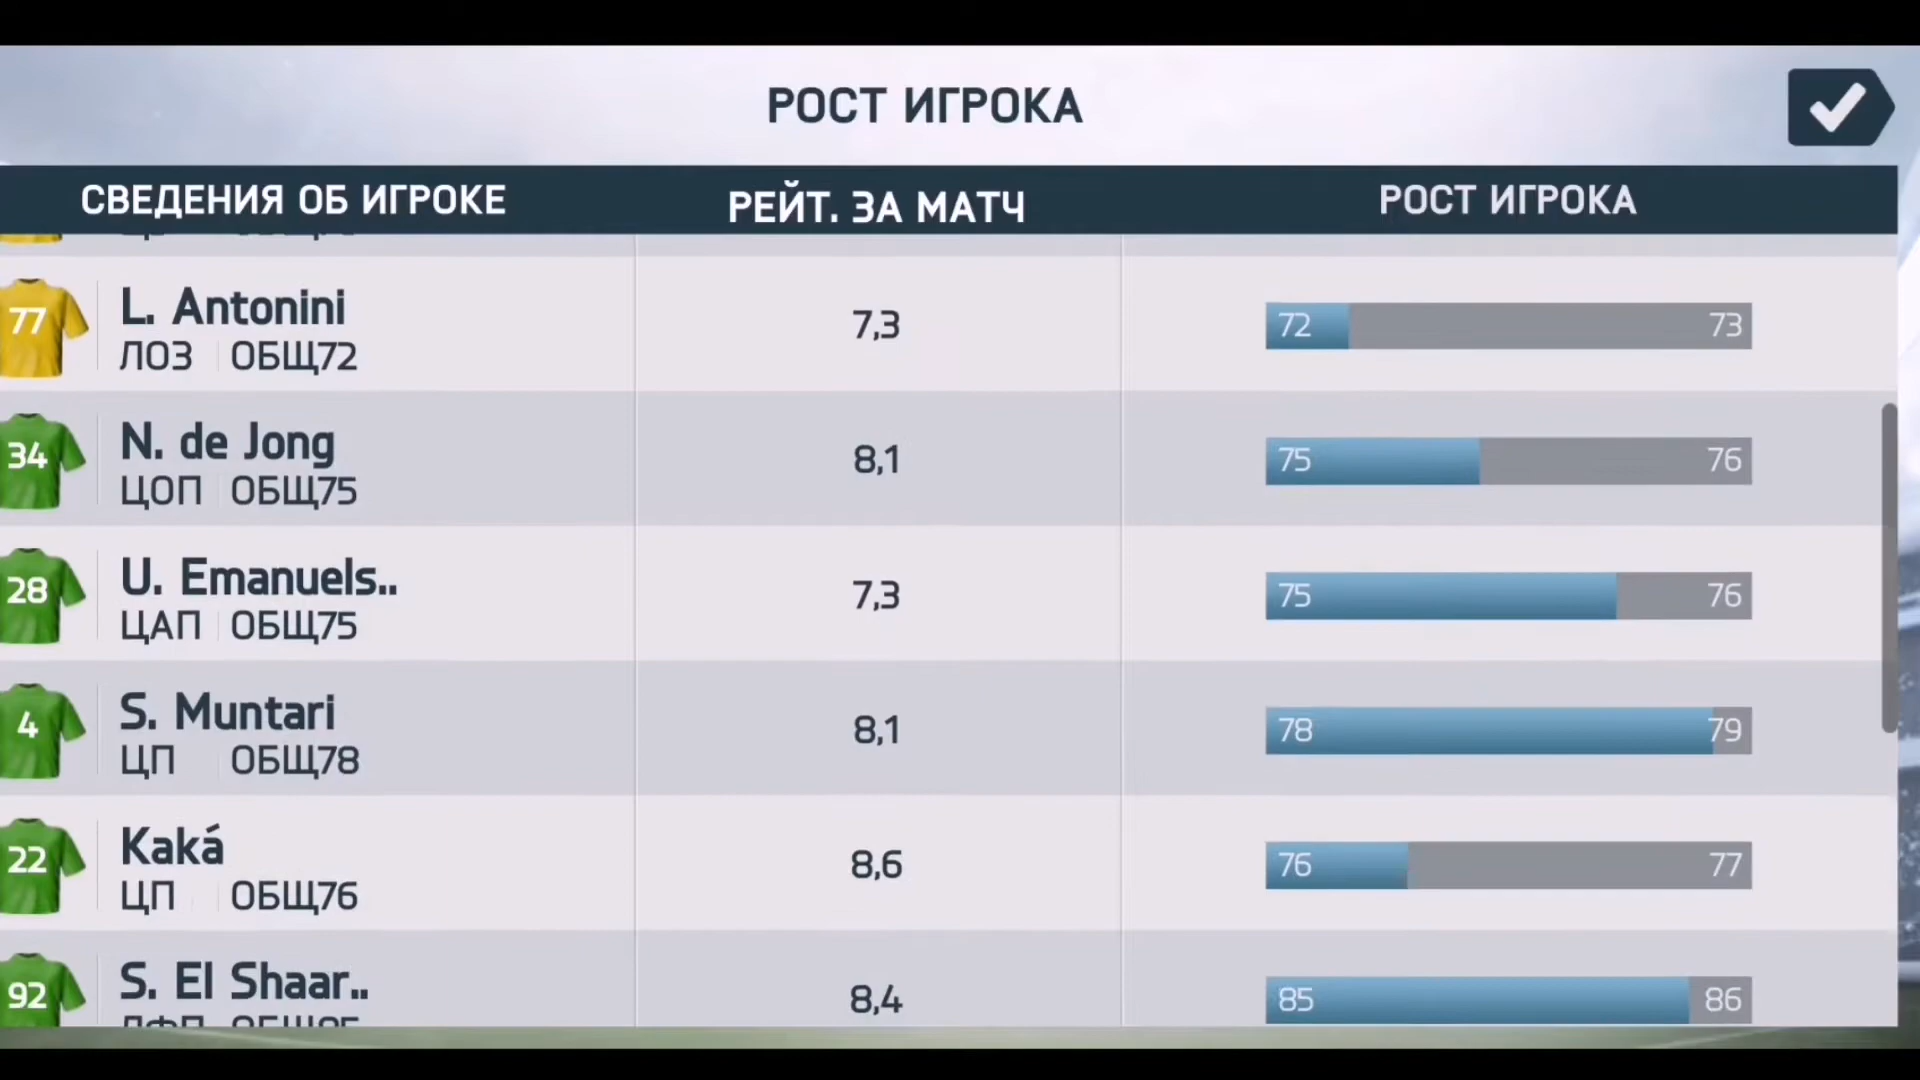 РОСТ ИГРОКА
СВЕДЕНИЯ ОБ ИГРОКЕ РЕЙТ. ЗА МАТЧ РОСТ ИГРОКА
77 L. Antonini 7,3 72 73
ЛОЗ ОБЩ72
34 N. de Jong 8,1 75 76
ЦОП ОБЩ75
28 U. Emanuels.. 7,3 75 76
ЦАП ОБЩ75
4 S. Muntari 8,1 78 79
ЦП ОБЩ78
22 Kaká 8,6 76 77
ЦП ОБЩ76
92 S. El Shaar.. 8,4 85 86